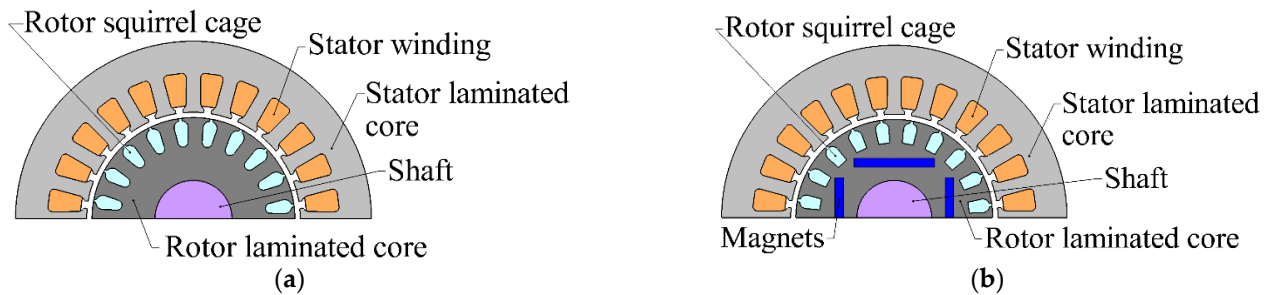 Rotor squirrel cage
Stator winding
Stator laminated
core
Shaft
Rotor laminated core
(a)
Rotor squirrel cage
Stator winding
Stator laminated
core
Shaft
Magnets
Rotor laminated core
(b)